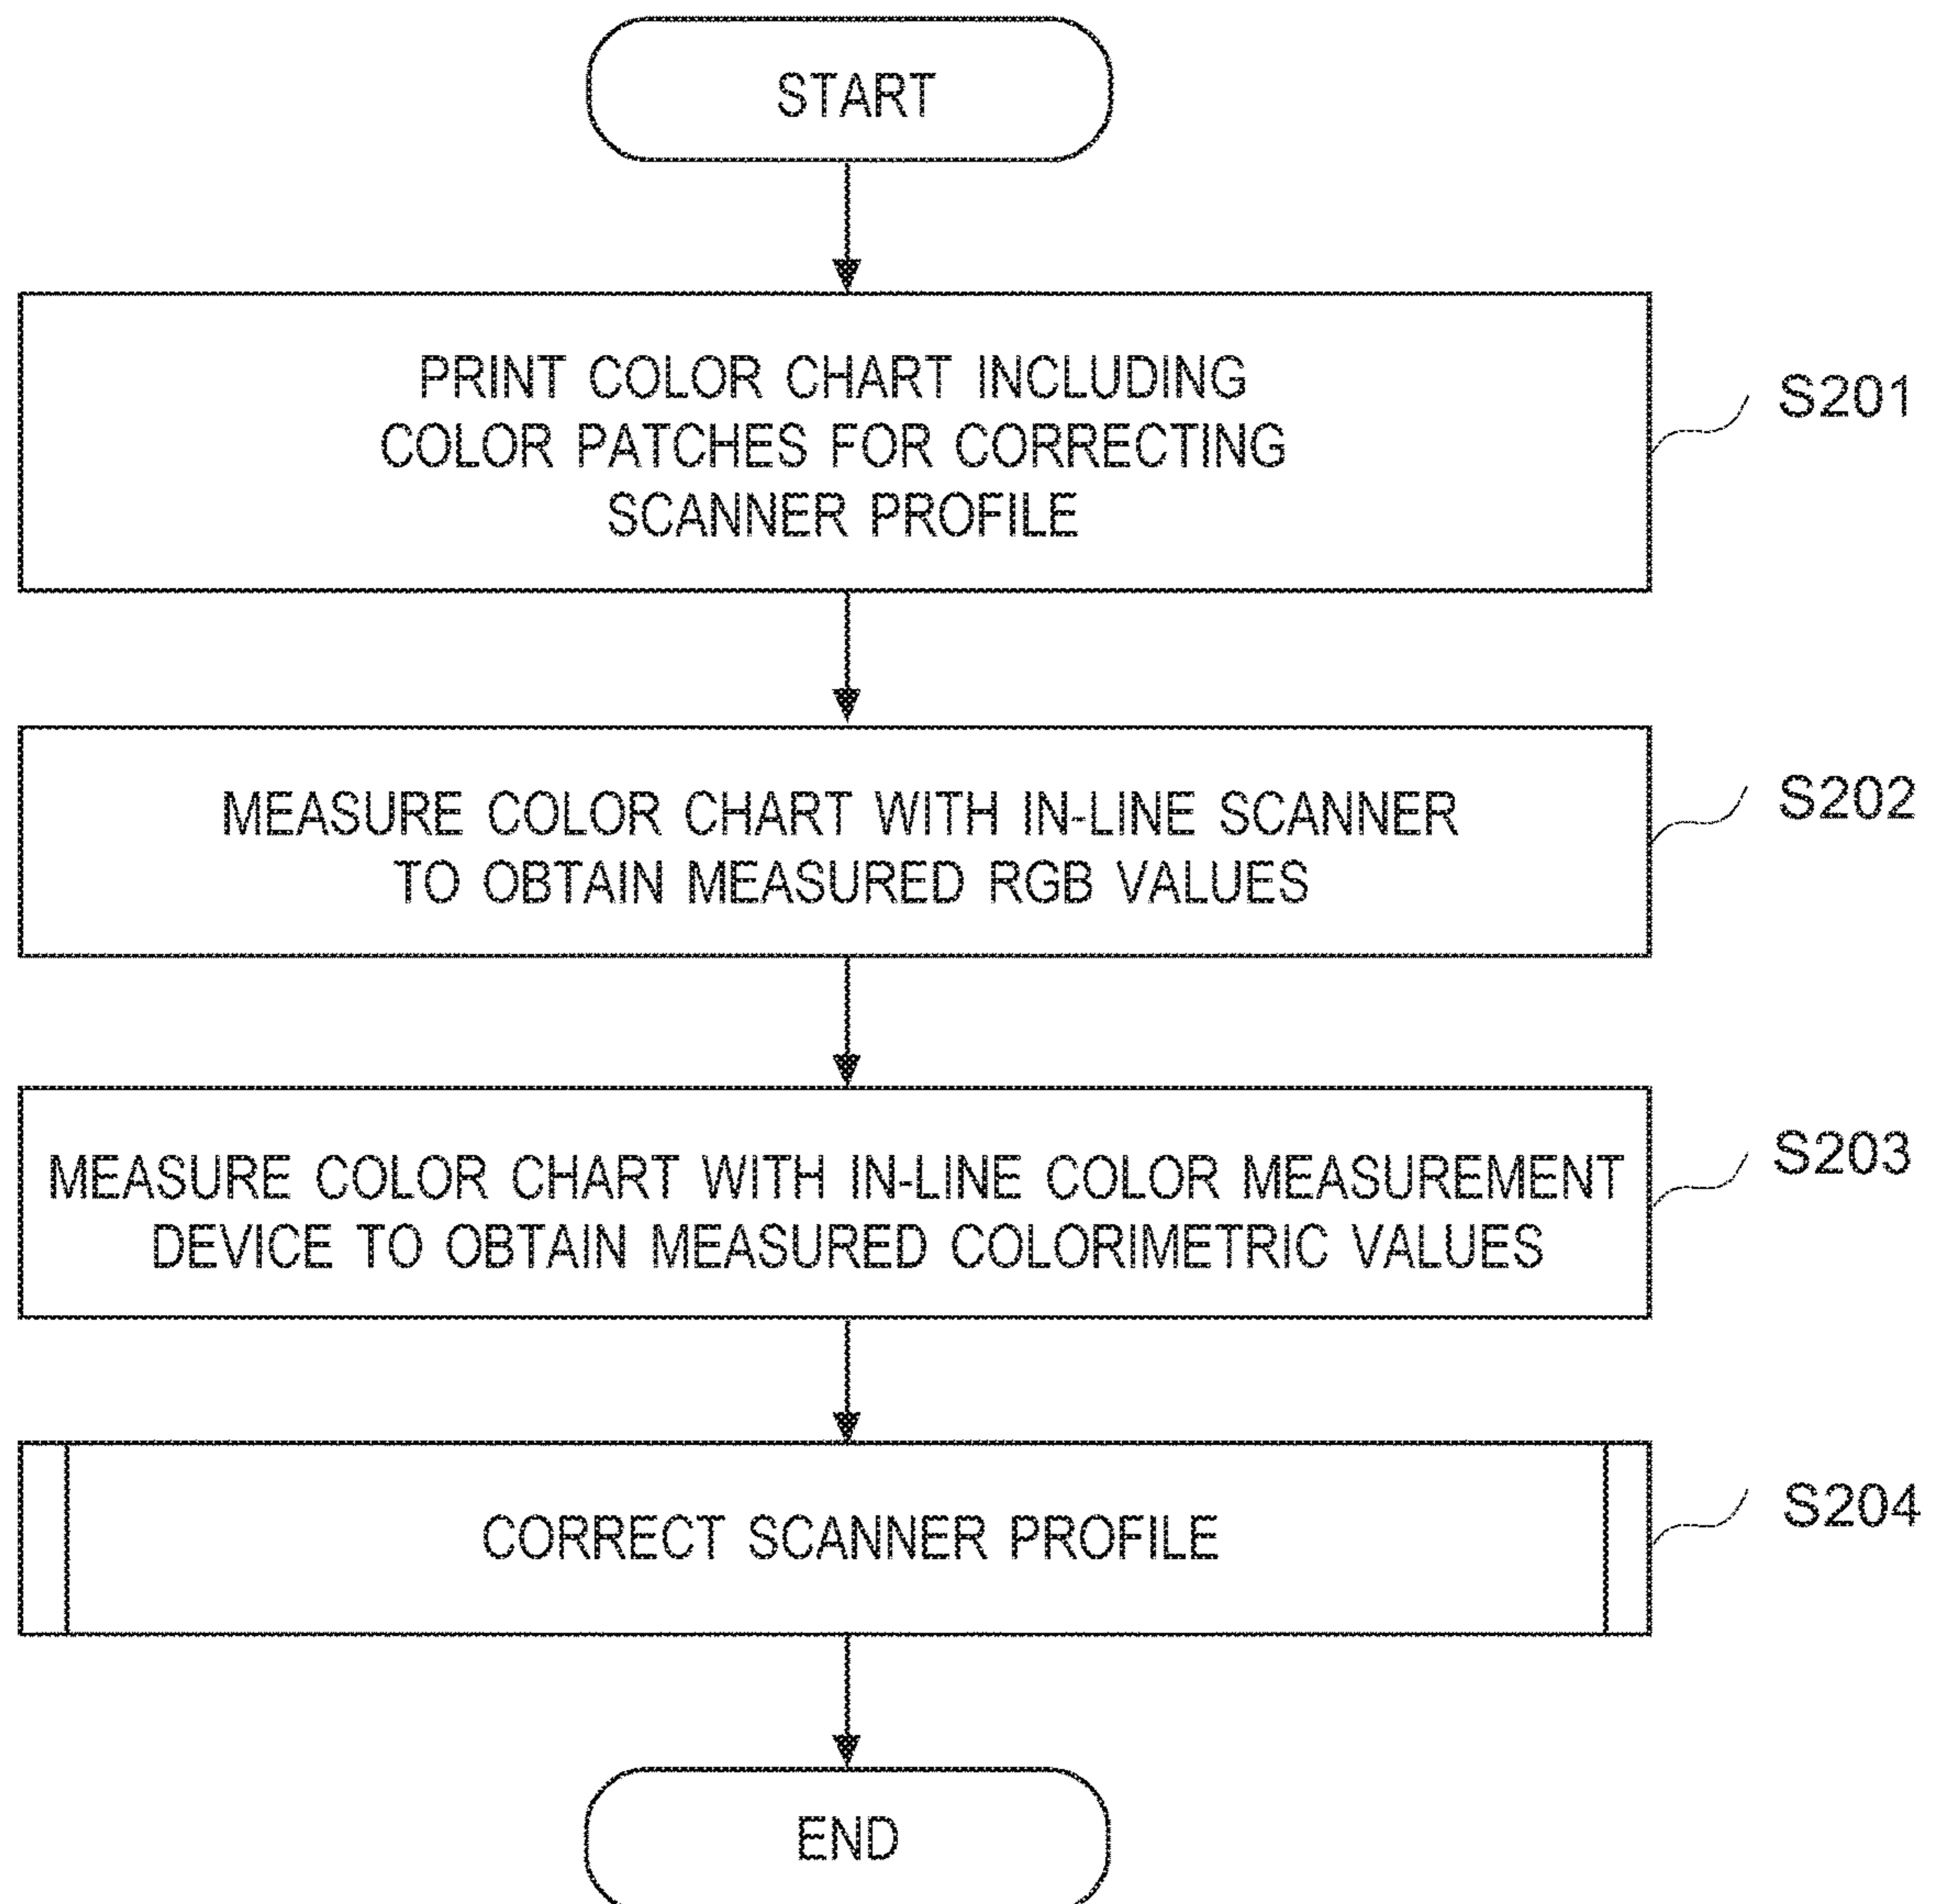 START
PRINT COLOR CHART INCLUDING
COLOR PATCHES FOR CORRECTING
SCANNER PROFILE
S201
MEASURE COLOR CHART WITH IN-LINE SCANNER
TO OBTAIN MEASURED RGB VALUES
S202
MEASURE COLOR CHART WITH IN-LINE COLOR MEASUREMENT
DEVICE TO OBTAIN MEASURED COLORIMETRIC VALUES
S203
CORRECT SCANNER PROFILE
S204
END